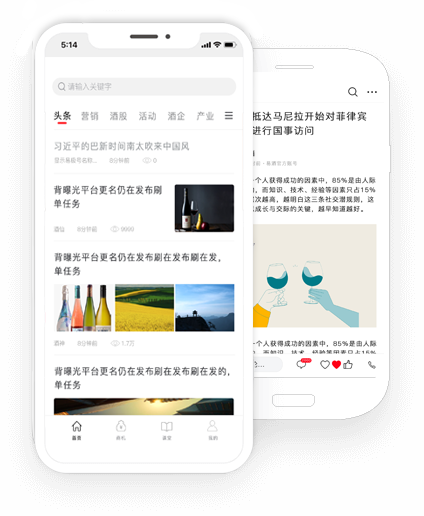 5:14
请输入关键字
头条 营销 酒股 活动 酒企 产业
习近平的巴新时间南太吹来中国风
8分钟前 0
背曝光平台更名仍在发布刷
单任务
酒仙 8分钟前 9999
背曝光平台更名仍在发布刷在发布刷在发,
单任务
酒神 8分钟前 1.7万
背曝光平台更名仍在发布刷在发布刷在发的,
单任务
首页
我的
抵达马尼拉开始对菲律宾
进行国事访问
一个人获得成功的因素中，85%是由人际
而知识、技术、经验等因素只占15%
次越高，越明白这三条社交潜规则，这
成长与交际的关键，越早知道越好。
一个人获得成功的因素中，85%是由人际
而知识、技术、经验等因素只占15%